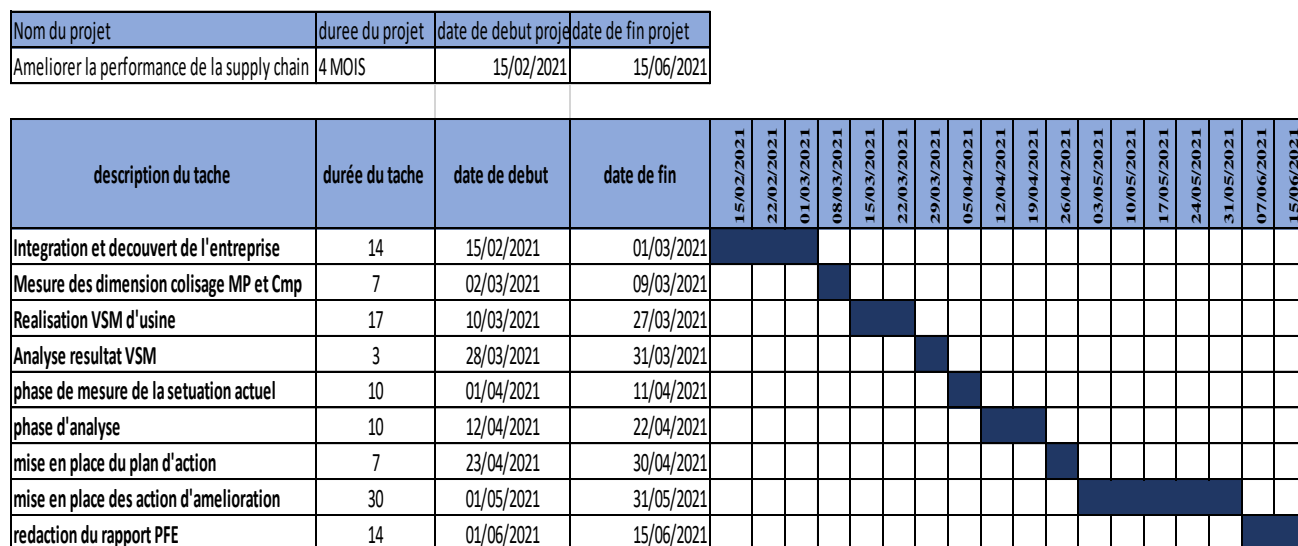 Nom du projet duree du projet date de debut proje date de fin projet
Ameliorer la performance de la supply chain 4 MOIS 15/02/2021 15/06/2021
description du tache durée du tache date de debut date de fin 15/02/2021 22/02/2021 01/03/2021 08/03/2021 15/03/2021 22/03/2021 29/03/2021 05/04/2021 12/04/2021 19/04/2021 26/04/2021 03/05/2021 10/05/2021 17/05/2021 24/05/2021 31/05/2021 07/06/2021 15/06/2021
Integration et decouvert de l'entreprise 14 15/02/2021 01/03/2021
Mesure des dimension colisage MP et Cmp 7 02/03/2021 09/03/2021
Realisation VSM d'usine 17 10/03/2021 27/03/2021
Analyse resultat VSM 3 28/03/2021 31/03/2021
phase de mesure de la setuation actuel 10 01/04/2021 11/04/2021
phase d'analyse 10 12/04/2021 22/04/2021
mise en place du plan d'action 7 23/04/2021 30/04/2021
mise en place des action d'amelioration 30 01/05/2021 31/05/2021
redaction du rapport PFE 14 01/06/2021 15/06/2021